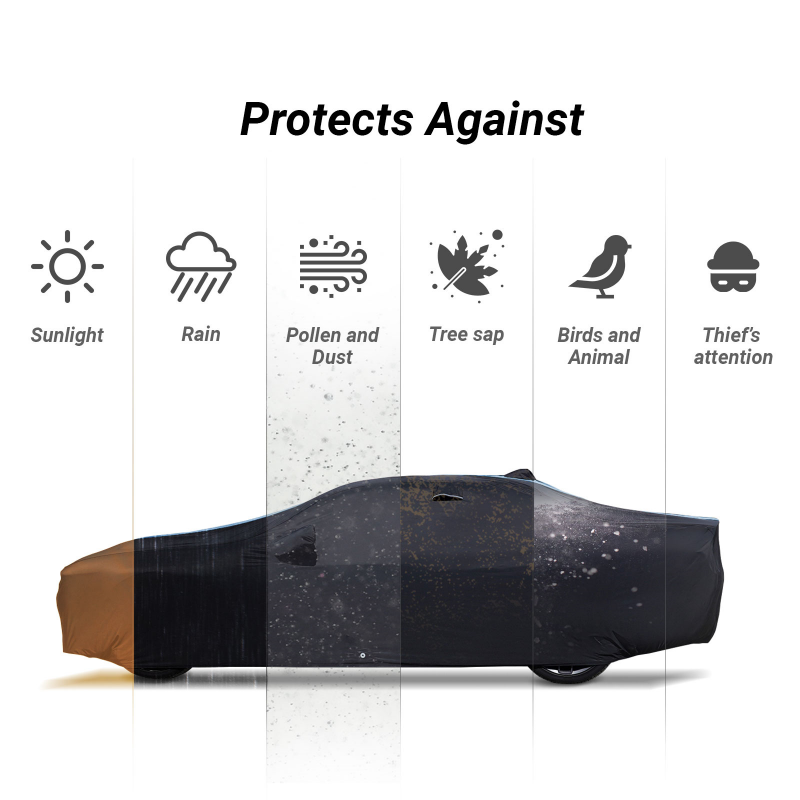 Protects Against
Sunlight
Rain
Pollen and
Dust
Tree sap
Birds and
Animal
Thief's
attention